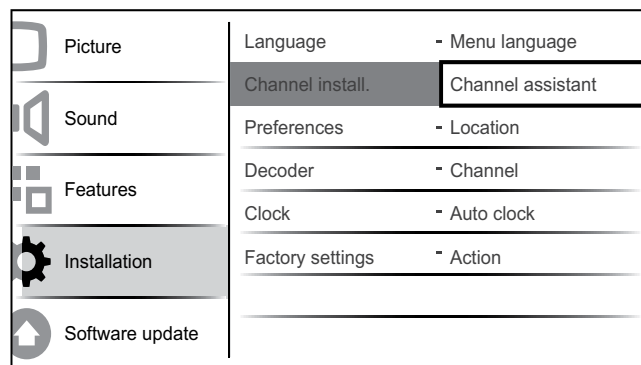 Picture
Sound
Features
Installation
Software update
Language - Menu language
Channel install. Channel assistant
Preferences - Location
Decoder - Channel
Clock - Auto clock
Factory settings - Action